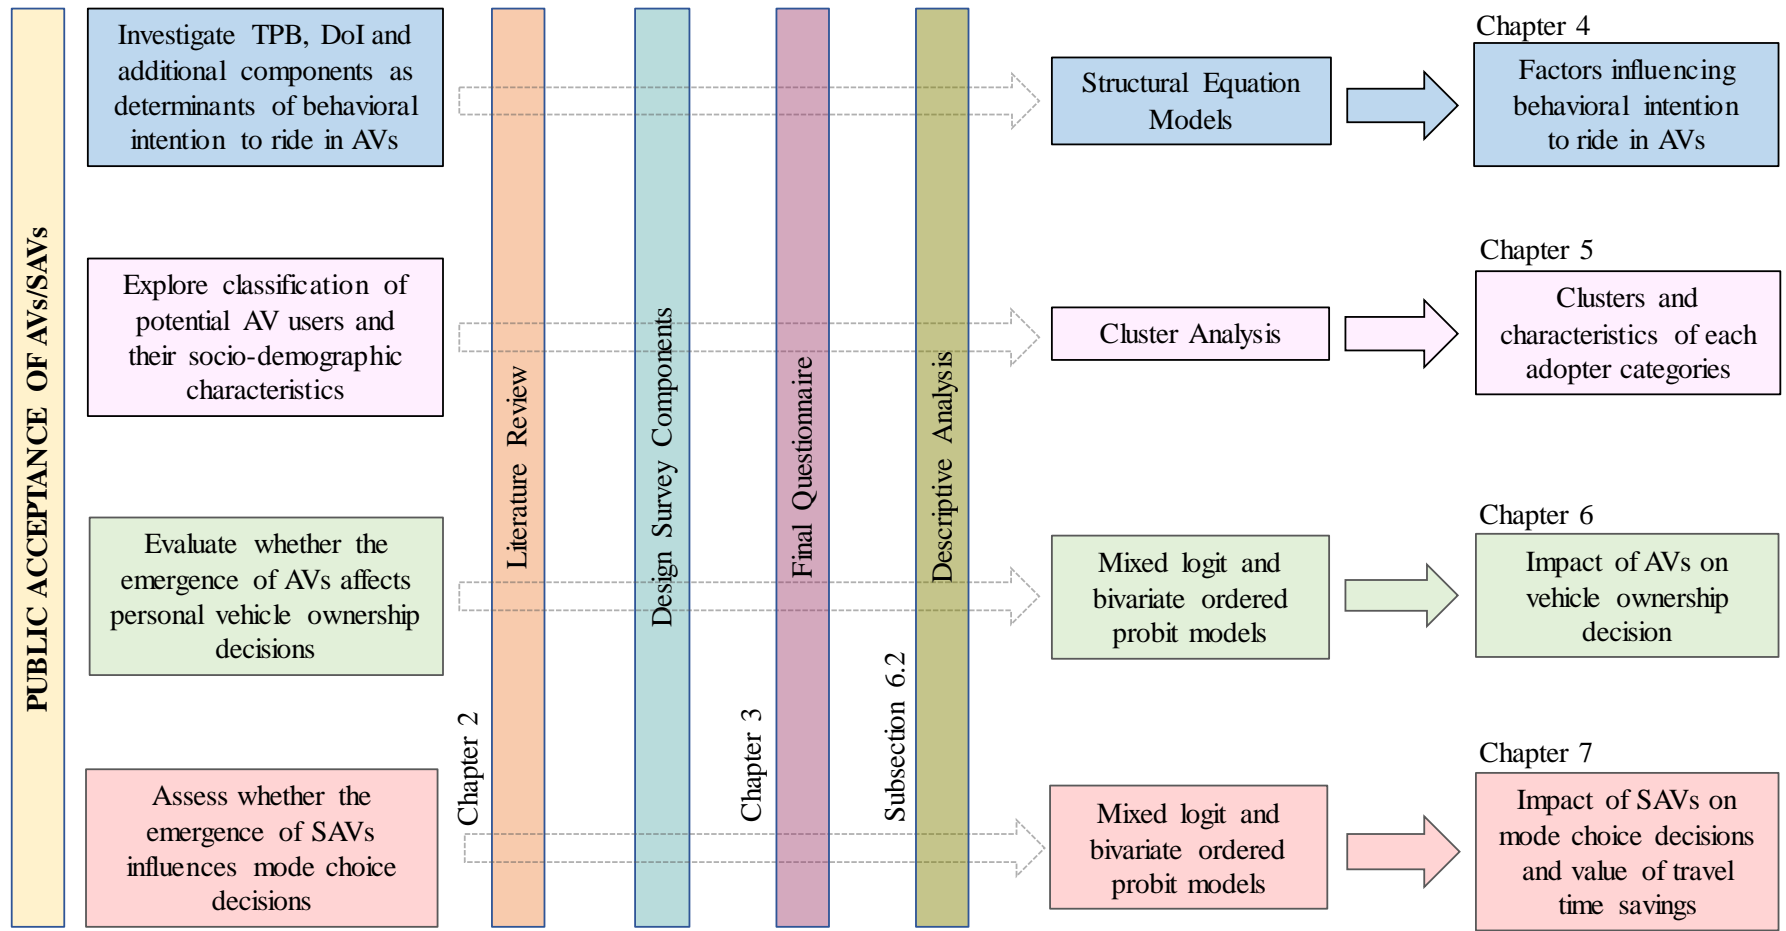 PUBLIC ACCEPTANCE OF AVs/SAVs
Investigate TPB, DoI and
additional components as
determinants of behavioral
intention to ride in AVs
Explore classification of
potential AV users and
their socio-demographic
characteristics
Evaluate whether the
emergence of AVs affects
personal vehicle ownership
decisions
Assess whether the
emergence of SAVs
influences mode choice
decisions
Chapter 2
Literature Review
Design Survey Components
Chapter 3
Final Questionnaire
Subsection 6.2
Descriptive Analysis
Structural Equation
Models
Cluster Analysis
Mixed logit and
bivariate ordered
probit models
Mixed logit and
bivariate ordered
probit models
Chapter 4
Factors influencing
behavioral intention
to ride in AVs
Chapter 5
Clusters and
characteristics of each
adopter categories
Chapter 6
Impact of AVs on
vehicle ownership
decision
Chapter 7
Impact of SAVs on
mode choice decisions
and value of travel
time savings